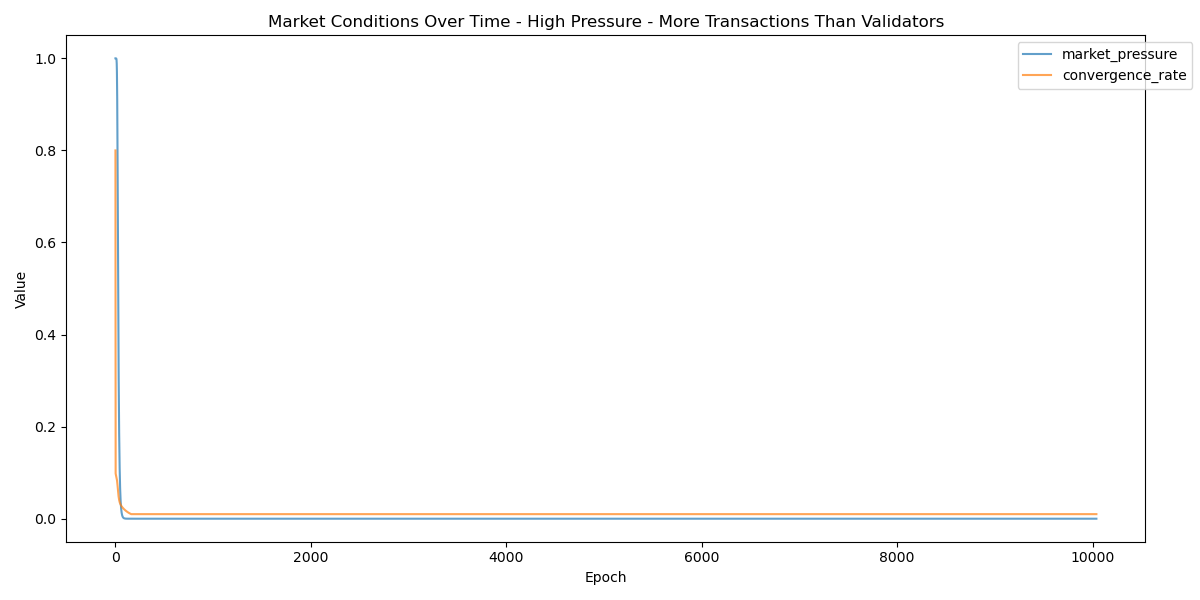 Market Conditions Over Time - High Pressure - More Transactions Than Validators
market_pressure
convergence_rate
1.0
0.8
0.6
0.4
0.2
0.0
Value
0 2000 4000 6000 8000 10000
Epoch